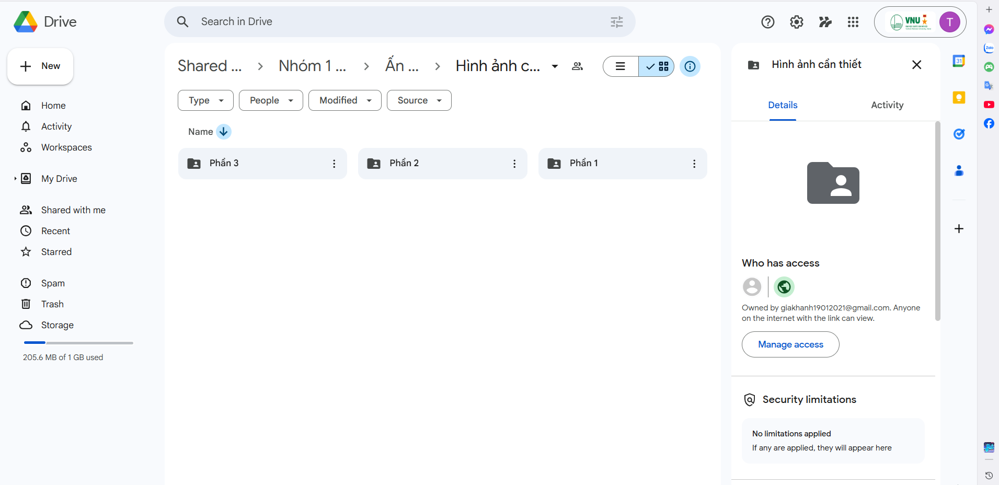 Drive
Search in Drive
VNU
New
Home
Activity
Workspaces
My Drive
Shared with me
Recent
Starred
Spam
Trash
Storage
205.6 MB of 1 GB used
Shared ...
Nhóm 1 ...
Ấn ...
Hình ảnh c...
Type
People
Modified
Source
Name
Phần 3
Phần 2
Phần 1
Hình ảnh cần thiết
Details
Activity
Who has access
Owned by giakhanh19012021@gmail.com. Anyone
on the internet with the link can view.
Manage access
Security limitations
No limitations applied
If any are applied, they will appear here
T
31
Zalo